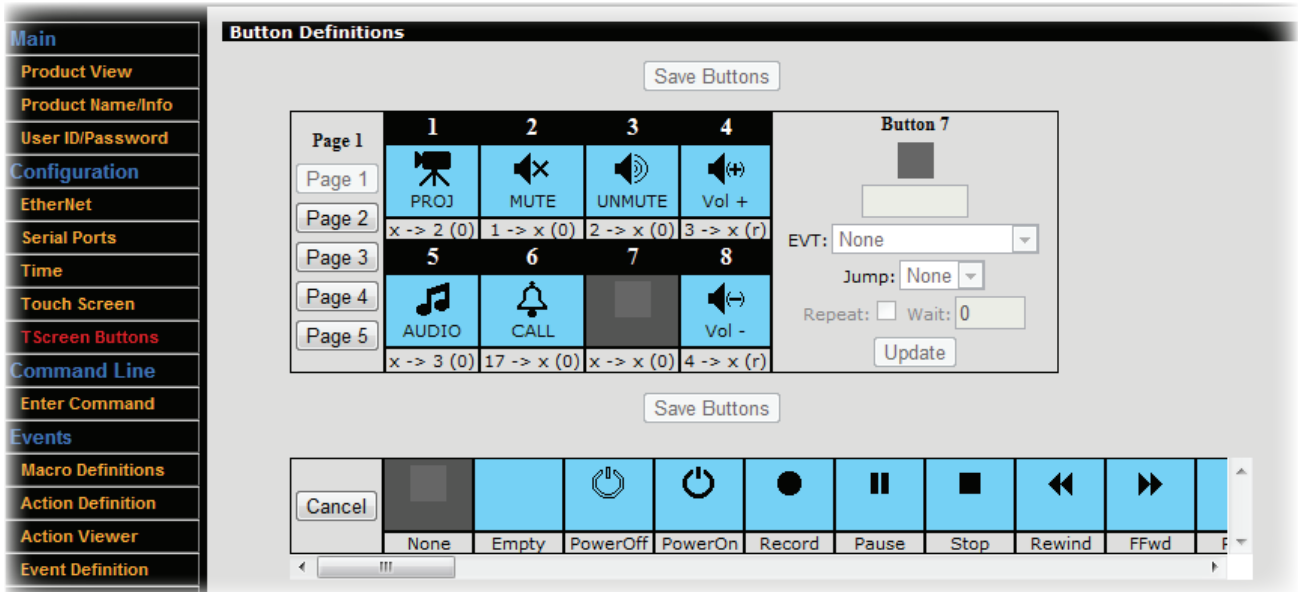 Main
Product View
Product Name/Info
User ID/Password
Configuration
EtherNet
Serial Ports
Time
Touch Screen
TScreen Buttons
Command Line
Enter Command
Events
Macro Definitions
Action Definition
Action Viewer
Event Definition
Button Definitions
Save Buttons
Page 1
Page 1
Page 2
Page 3
Page 4
Page 5
1 2 3 4
PROJ MUTE UNMUTE Vol +
x -> 2 (0) 1 -> x (0) 2 -> x (0) 3 -> x (r)
5 6 7 8
AUDIO CALL Vol -
x -> 3 (0) 17 -> x (0) x -> x (0) 4 -> x (r)
Button 7
EVT: None
Jump: None
Repeat: Wait: 0
Update
Save Buttons
Cancel
None Empty PowerOff PowerOn Record Pause Stop Rewind FFwd